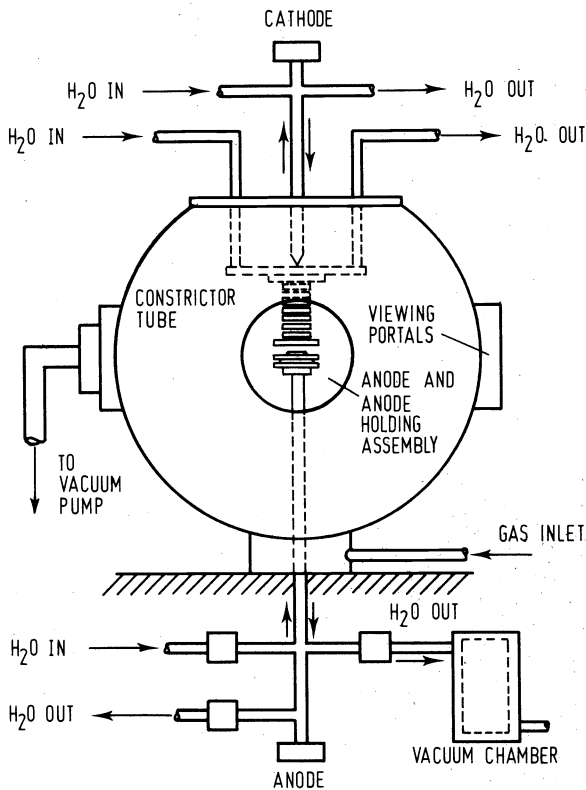 CATHODE
H2O IN
H2O OUT
H2O IN
H2O. OUT
CONSTRICTOR
TUBE
VIEWING
PORTALS
ANODE AND
ANODE
HOLDING
ASSEMBLY
TO
VACUUM
PUMP
GAS INLET
H2O OUT
H2O IN
H2O OUT
VACUUM CHAMBER
ANODE